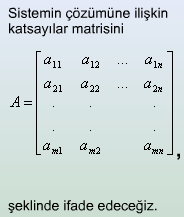 Sistemin çözümüne ilişkin
katsayılar matrisini
a₁₁ a₁₂ ... a₁ₙ
a₂₁ a₂₂ ... a₂ₙ
A = . . .
. . .
aₘ₁ aₘ₂ aₘₙ ,
şeklinde ifade edeceğiz.